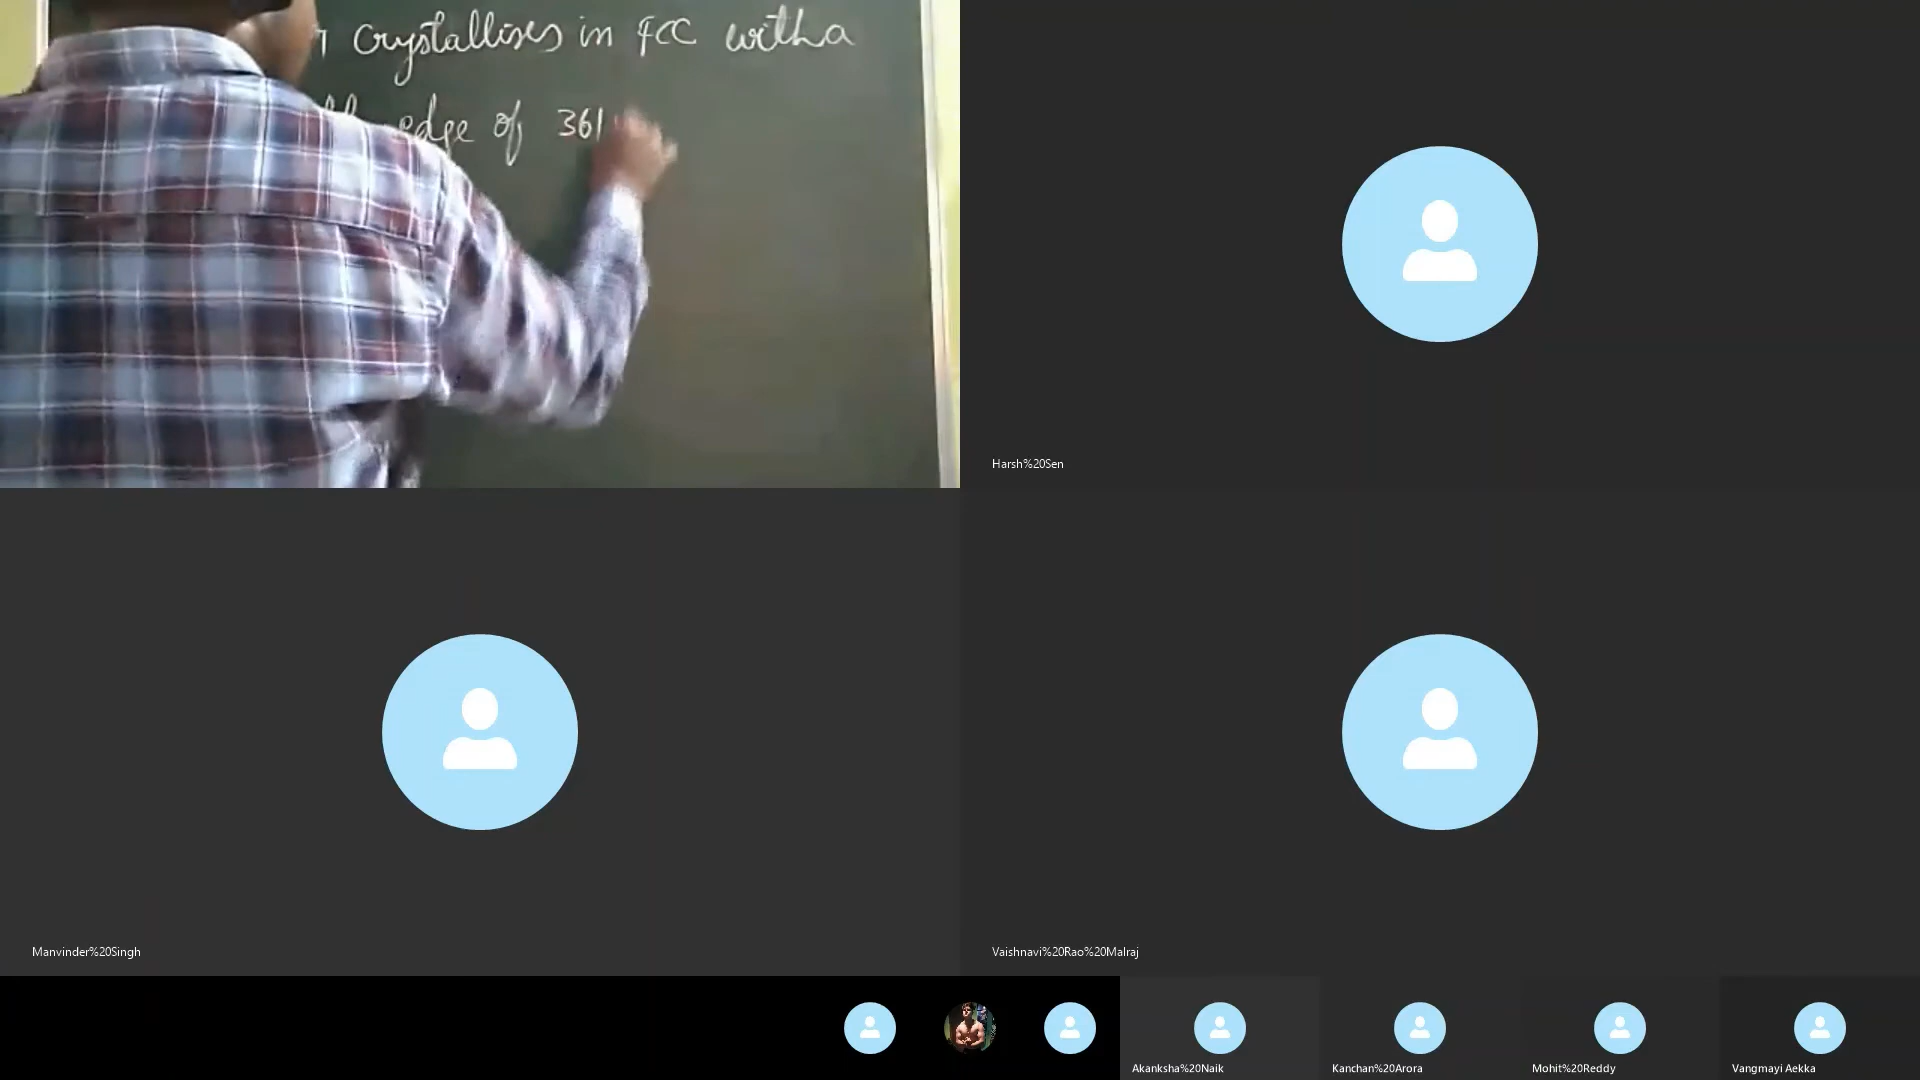 crystallises in fcc with a
edge of 361
Harsh%20Sen
Manvinder%20Singh
Vaishnavi%20Rao%20Malraj
Akanksha%20Naik
Kanchan%20Arora
Mohit%20Reddy
Vangmayi Aekka